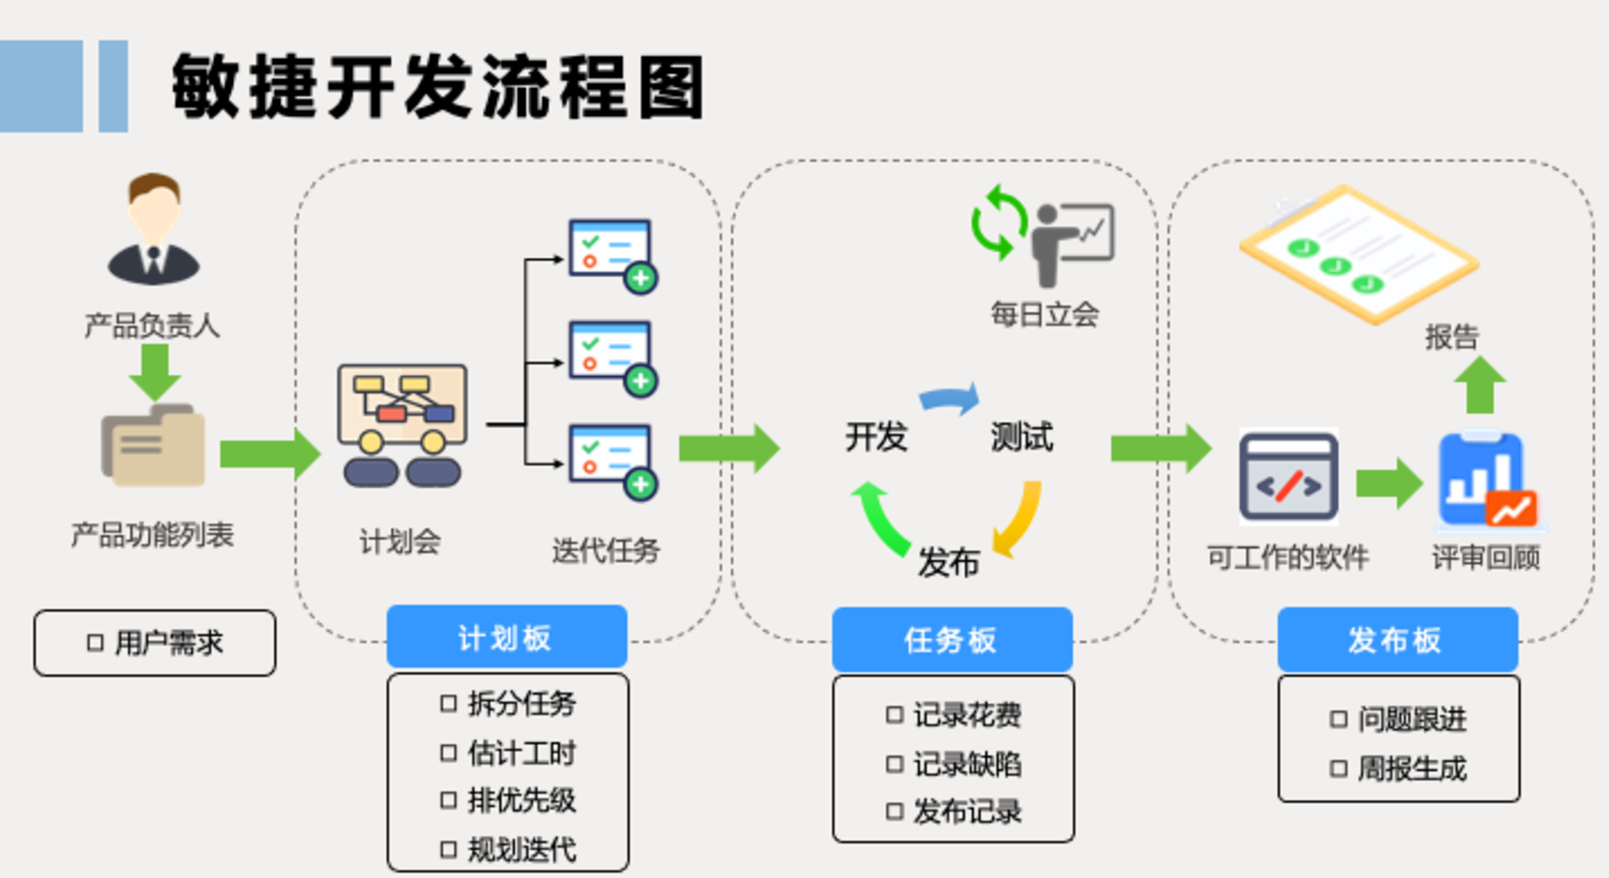 敏捷开发流程图
产品负责人
产品功能列表
用户需求
计划会
迭代任务
计划板
拆分任务
估计工时
排优先级
规划迭代
每日立会
开发
测试
发布
任务板
记录花费
记录缺陷
发布记录
报告
可工作的软件
评审回顾
发布板
问题跟进
周报生成